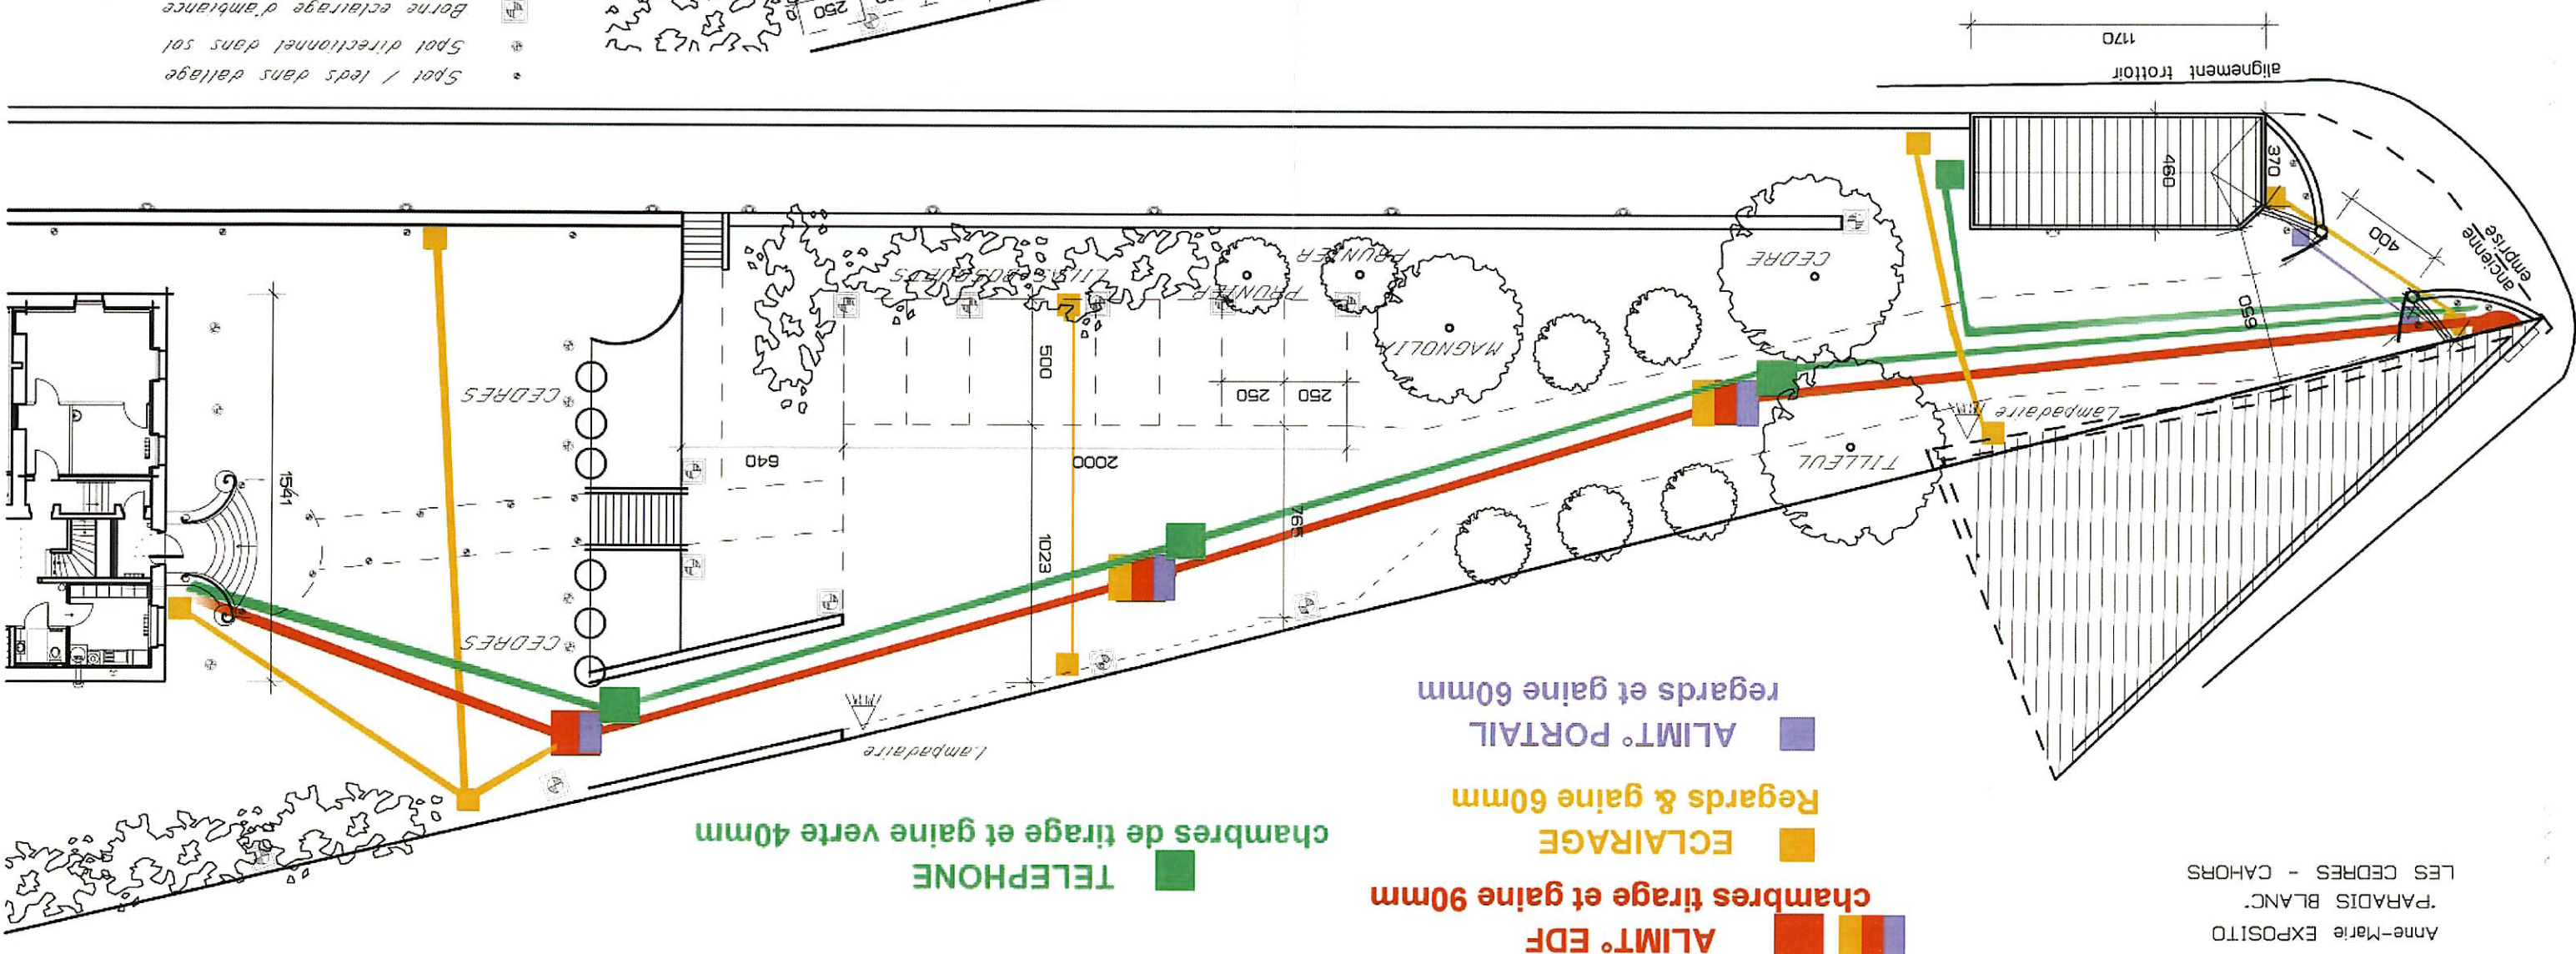 Anne-Marie EXPOSITO
"PARADIS BLANC"
LES CEDRES - CAHORS
ALIMT° EDF
chambres tirage et gaine 90mm
ECLAIRAGE
Regards & gaine 60mm
ALIMT° PORTAIL
regards et gaine 60mm
TELEPHONE
chambres de tirage et gaine verte 40mm
Lampadaire
CEDRES
CEDRES
1541
640
2000
1023
500
765
250
250
TILLEUL
Lampadaire
MAGNOLIA
PRUNIER
PRUNIER
LILAS
CEDRE
650
400
ancienne
emprise
370
460
alignement trottoir
1170
Spot / leds dans dallage
Spot directionnel dans sol
Borne eclairage d'ambiance
250